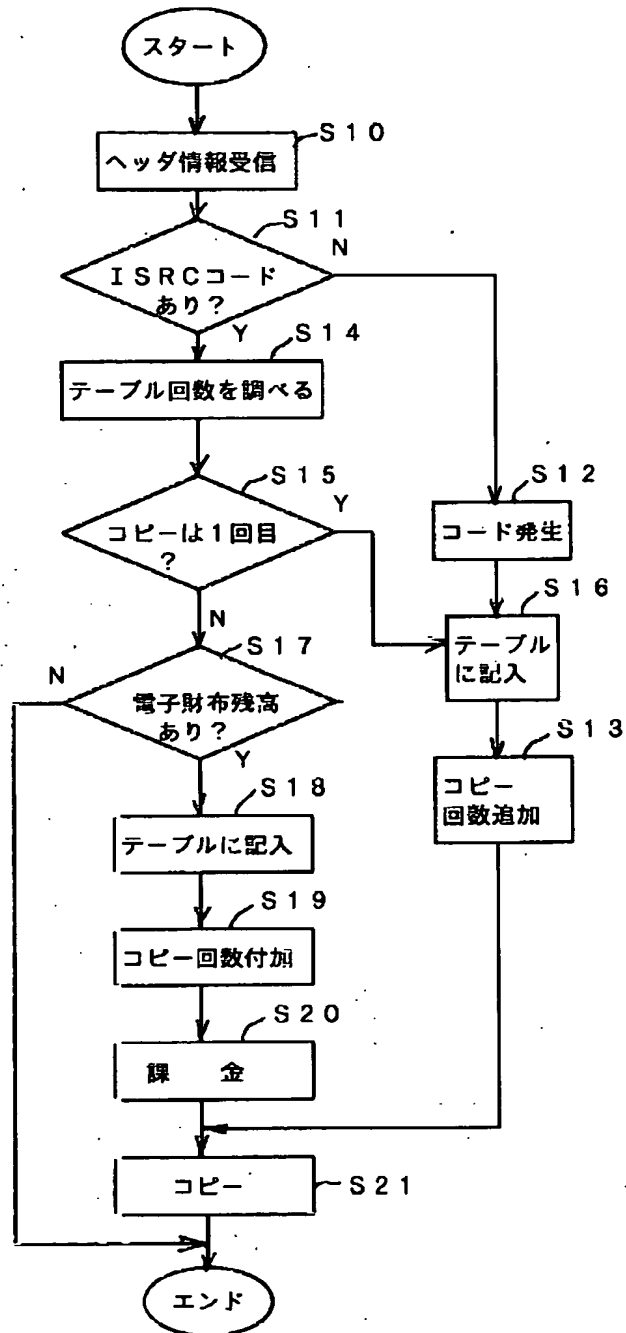 スタート
S10
ヘッダ情報受信
S11
N
ISRCコード
あり?
Y
S14
テーブル回数を調べる
S15
Y
コピーは1回目
?
N
S12
コード発生
S16
テーブル
に記入
S17
N
電子財布残高
あり?
Y
S13
コピー
回数追加
S18
テーブルに記入
S19
コピー回数付加
S20
課 金
コピー
S21
エンド